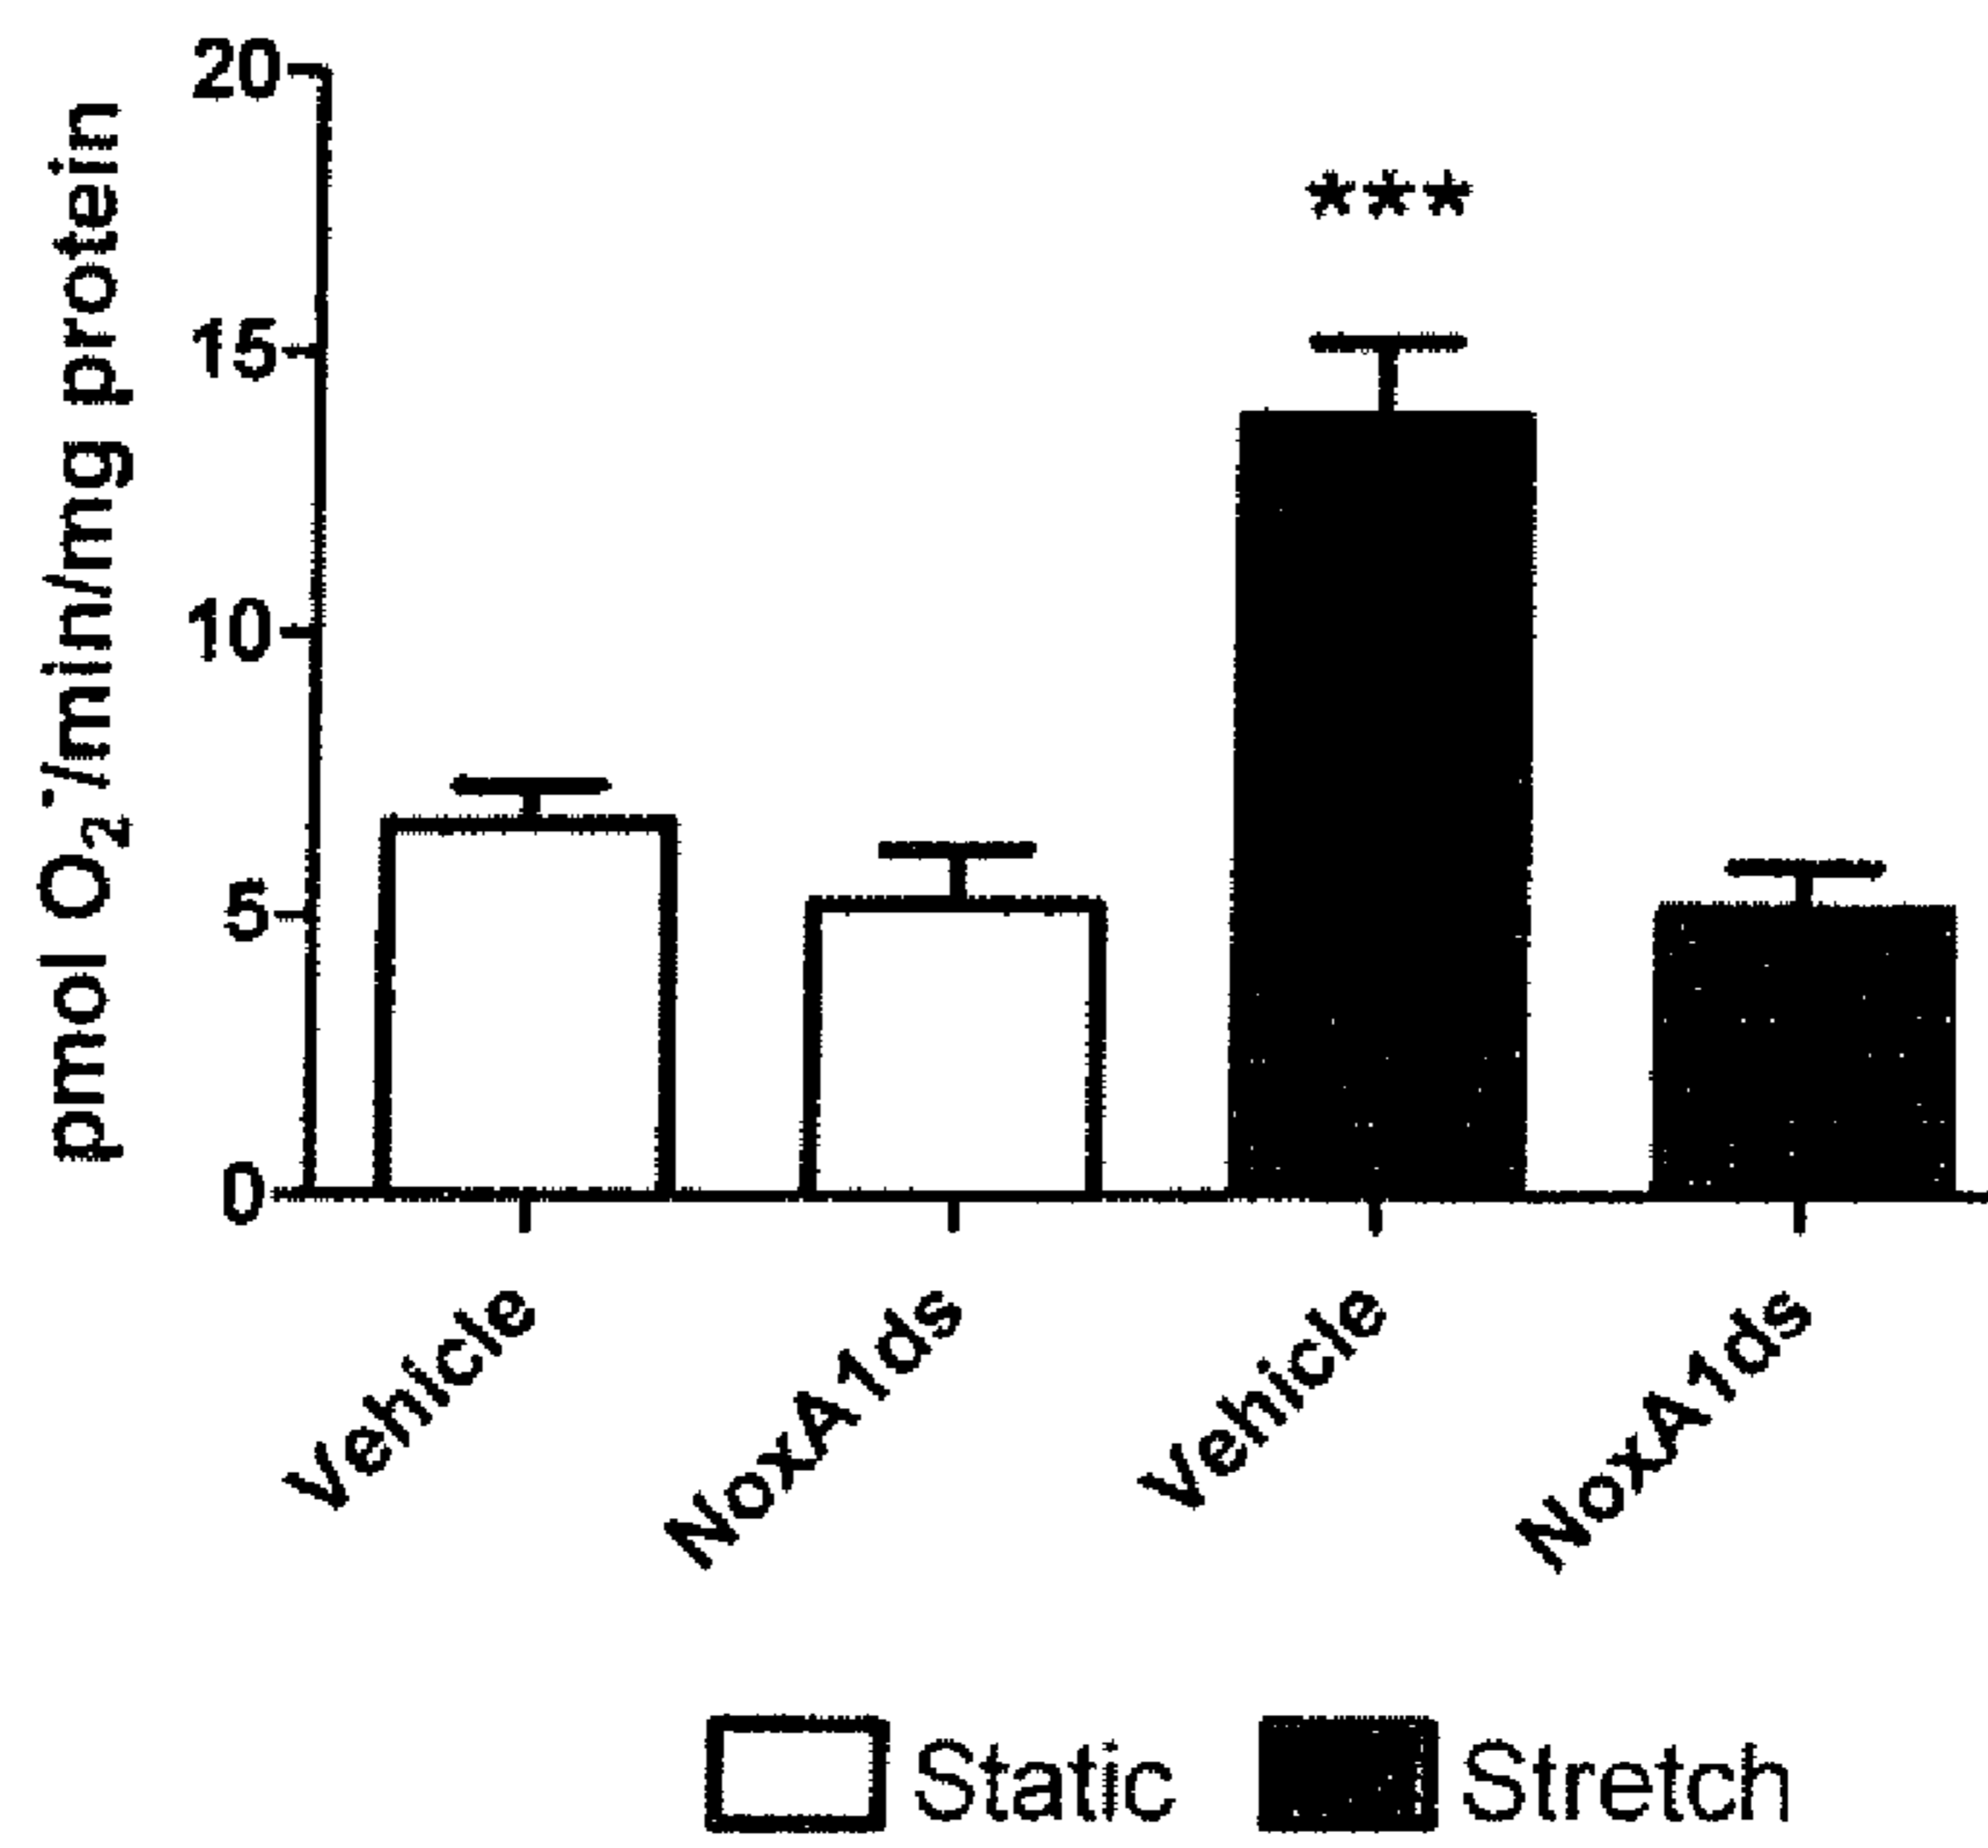 pmol O₂⁻/min/mg protein
20
15
10
5
0
***
Vehicle
NoxA1ds
Vehicle
NoxA1ds
Static
Stretch